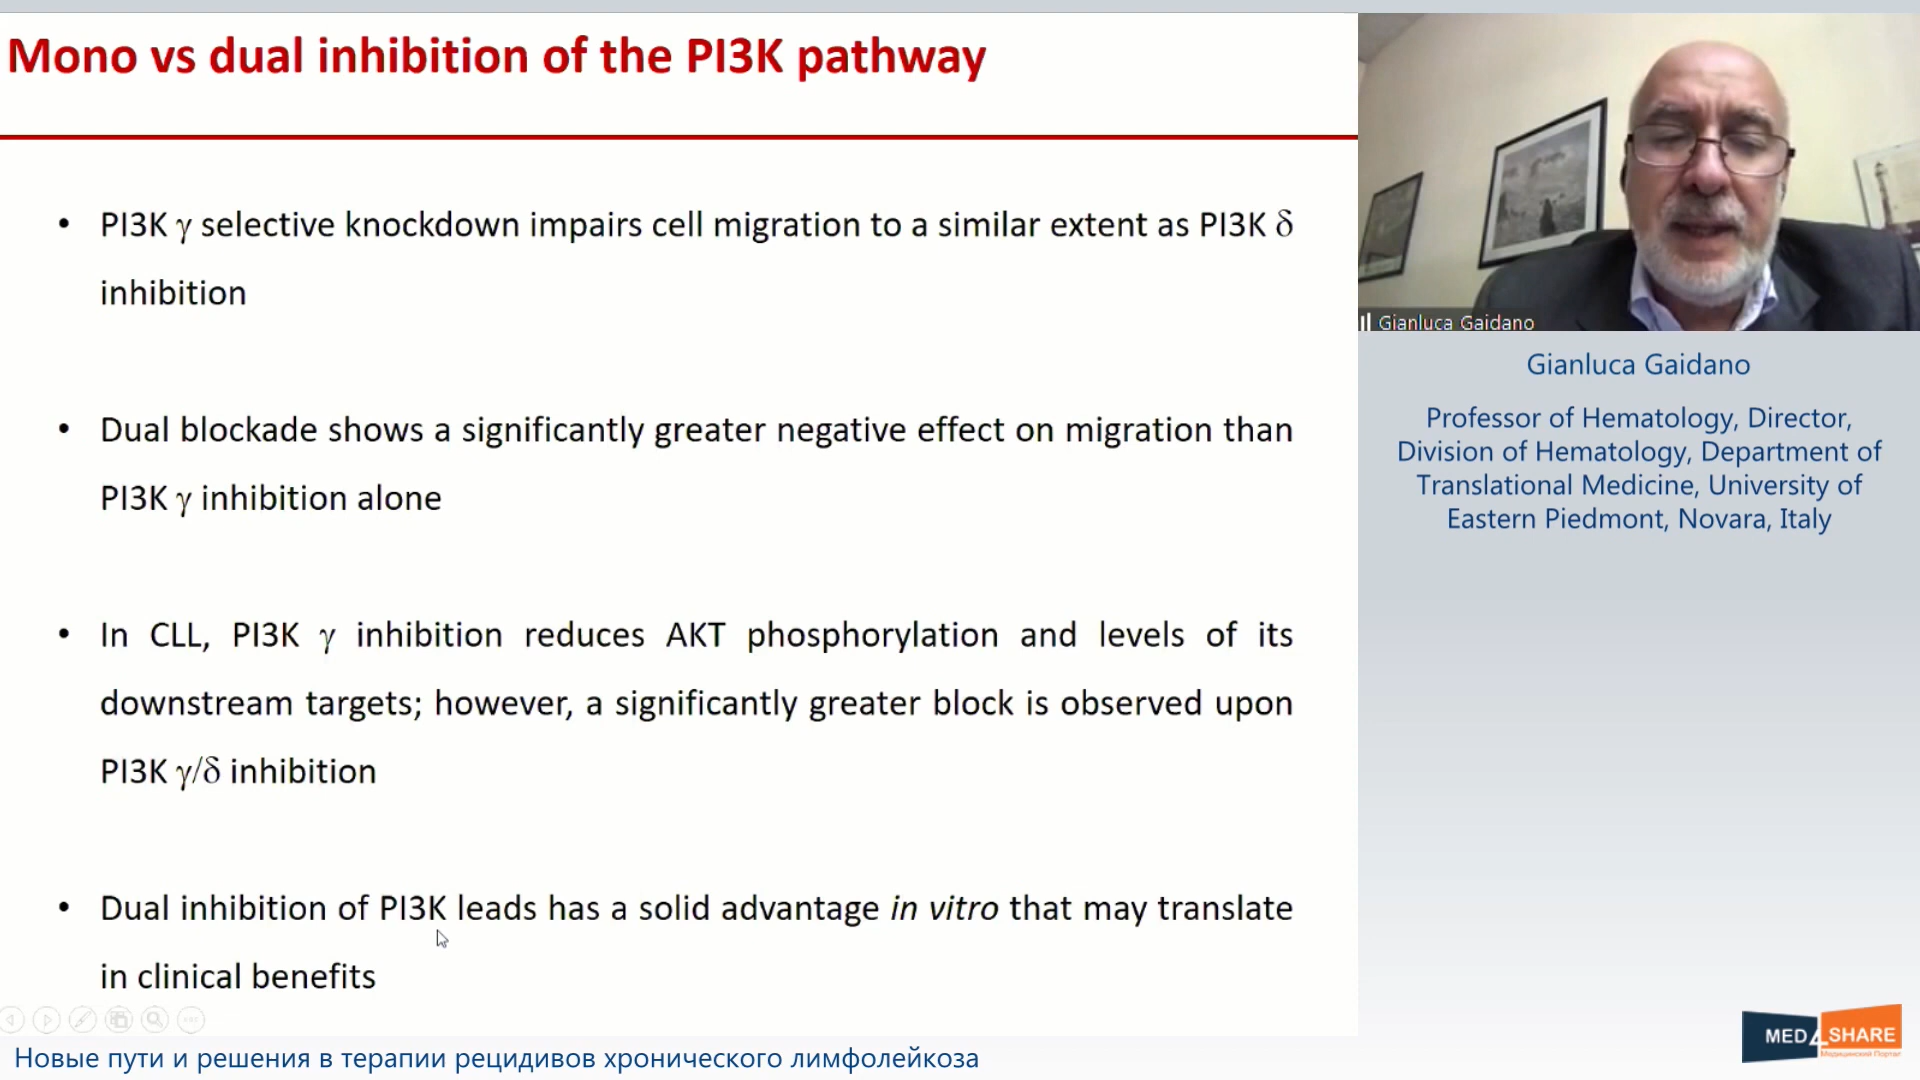 Mono vs dual inhibition of the PI3K pathway
• PI3K γ selective knockdown impairs cell migration to a similar extent as PI3K δ
inhibition
• Dual blockade shows a significantly greater negative effect on migration than
PI3K γ inhibition alone
• In CLL, PI3K γ inhibition reduces AKT phosphorylation and levels of its
downstream targets; however, a significantly greater block is observed upon
PI3K γ/δ inhibition
• Dual inhibition of PI3K leads has a solid advantage in vitro that may translate
in clinical benefits
Gianluca Gaidano
Gianluca Gaidano
Professor of Hematology, Director,
Division of Hematology, Department of
Translational Medicine, University of
Eastern Piedmont, Novara, Italy
MED4SHARE
Медицинский Портал
Новые пути и решения в терапии рецидивов хронического лимфолейкоза